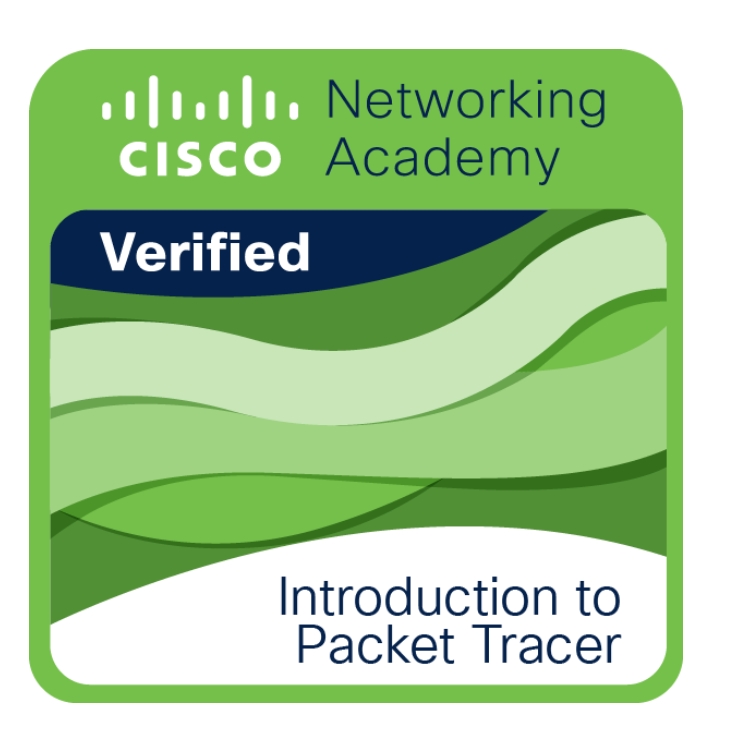 Networking
CISCO Academy
Verified
Introduction to
Packet Tracer